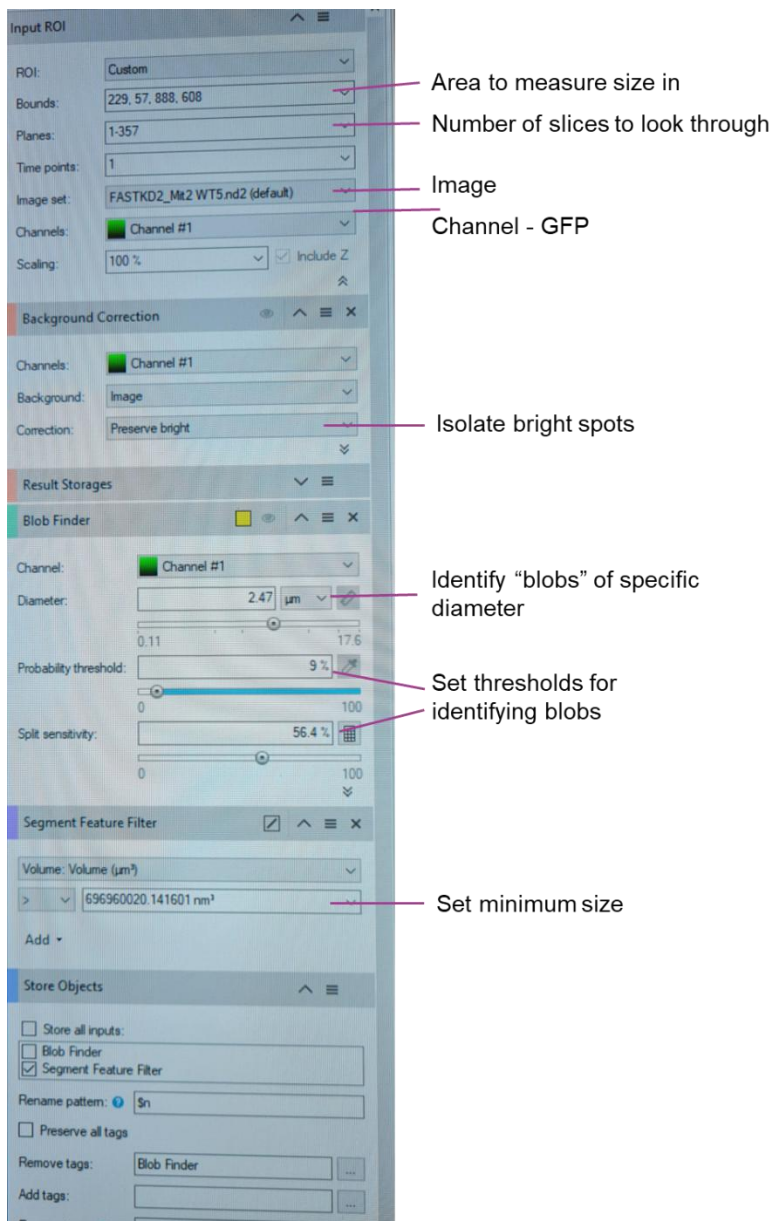 Input ROI
ROI: Custom
Bounds: 229, 57, 888, 608
Area to measure size in
Planes: 1-357
Number of slices to look through
Time points: 1
Image set: FASTKD2_Mit2 WT5.nd2 (default)
Image
Channels: Channel #1
Channel - GFP
Scaling: 100 % Include Z
Background Correction
Channels: Channel #1
Background: Image
Correction: Preserve bright
Isolate bright spots
Result Storages
Blob Finder
Channel: Channel #1
Diameter: 2.47 µm
0.11 17.6
Identify “blobs” of specific
diameter
Probability threshold: 9 %
0 100
Set thresholds for
identifying blobs
Split sensitivity: 56.4 %
0 100
Segment Feature Filter
Volume: Volume (µm³)
> 696960020.141601 nm³
Set minimum size
Add
Store Objects
Store all inputs:
Blob Finder
Segment Feature Filter
Rename pattern: $n
Preserve all tags
Remove tags: Blob Finder ...
Add tags: ...